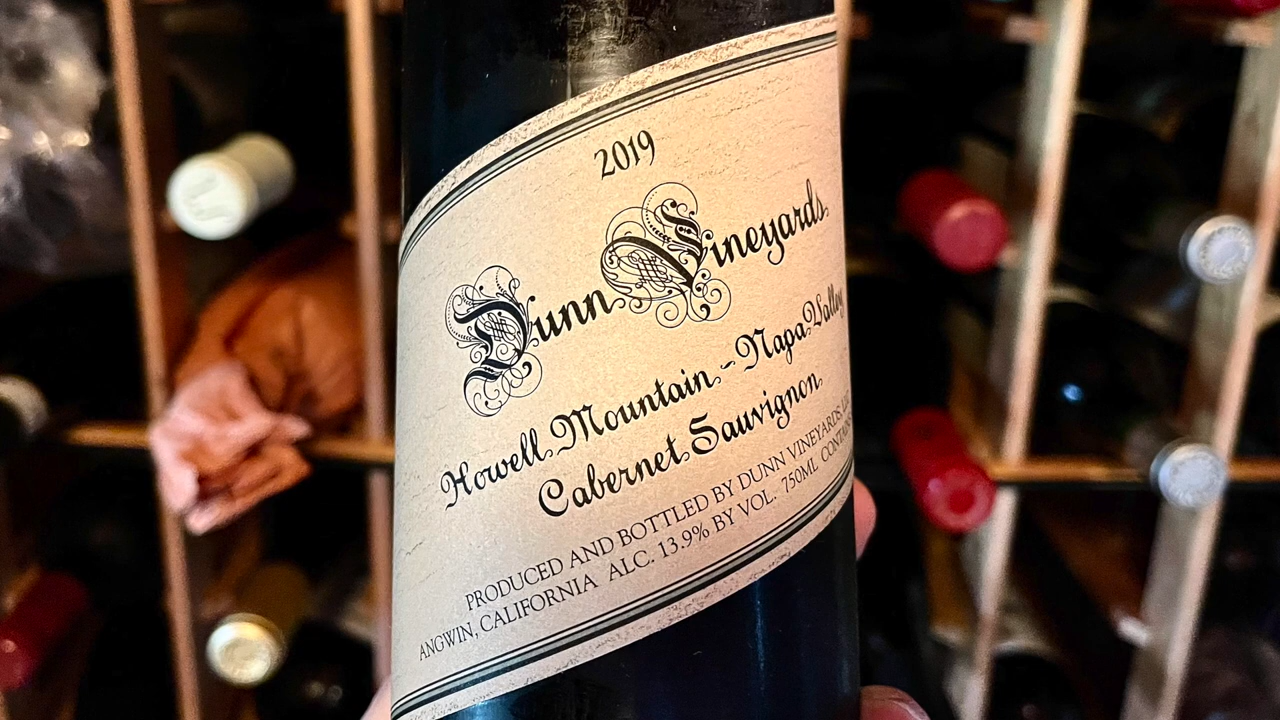 2019
Dunn Vineyards
Howell Mountain - Napa Valley
Cabernet Sauvignon
PRODUCED AND BOTTLED BY DUNN VINEYARDS, LLC
ANGWIN, CALIFORNIA ALC. 13.9% BY VOL. 750ML